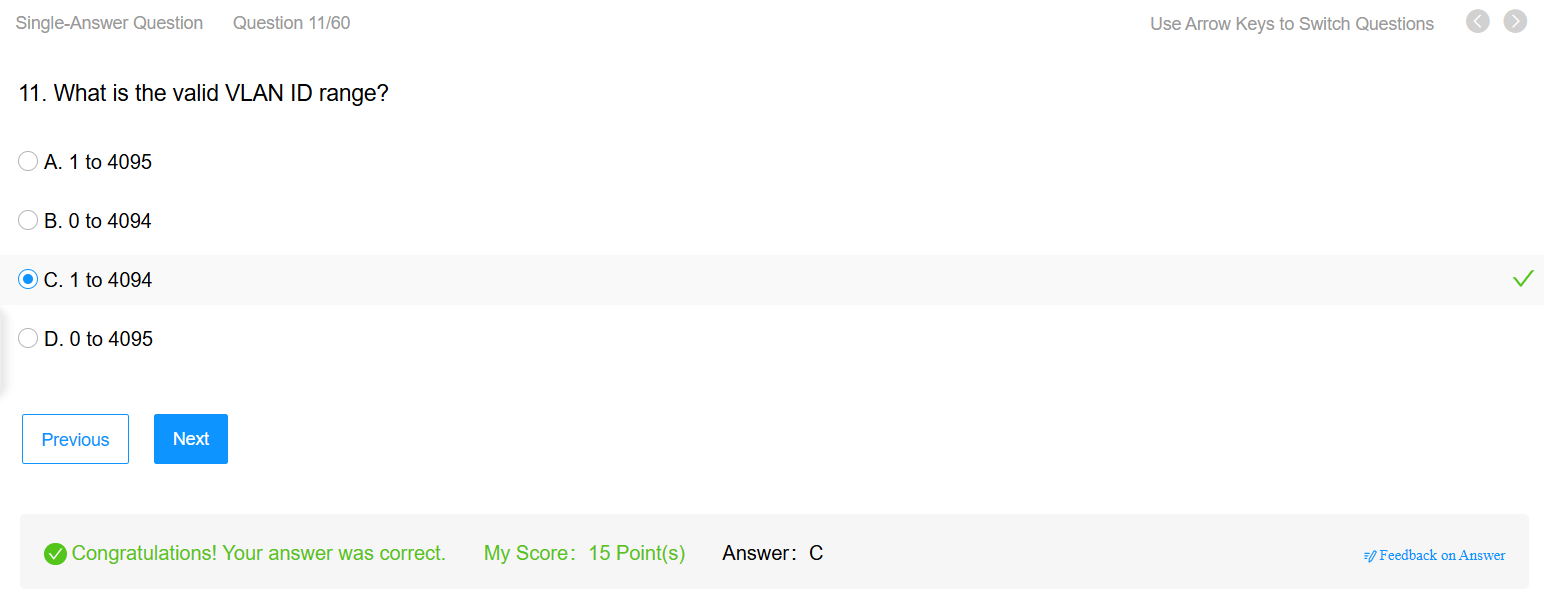 Single-Answer Question Question 11/60 Use Arrow Keys to Switch Questions
11. What is the valid VLAN ID range?
A. 1 to 4095
B. 0 to 4094
C. 1 to 4094
D. 0 to 4095
Previous Next
Congratulations! Your answer was correct. My Score: 15 Point(s) Answer: C Feedback on Answer